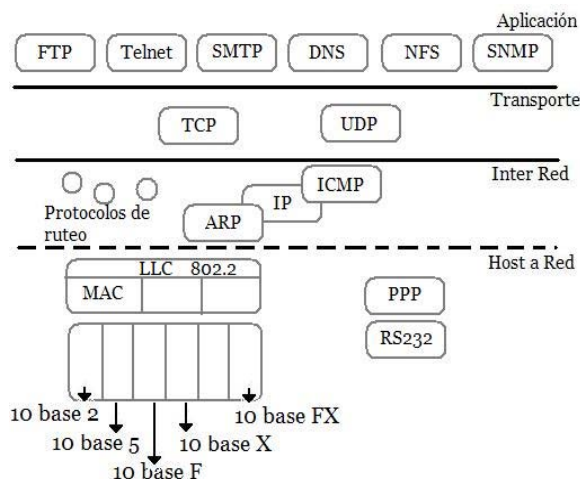 Aplicación
FTP Telnet SMTP DNS NFS SNMP
Transporte
TCP UDP
Inter Red
ICMP
IP
Protocolos de
ruteo
ARP
Host a Red
LLC 802.2
MAC
PPP
RS232
10 base 2
10 base FX
10 base 5
10 base X
10 base F